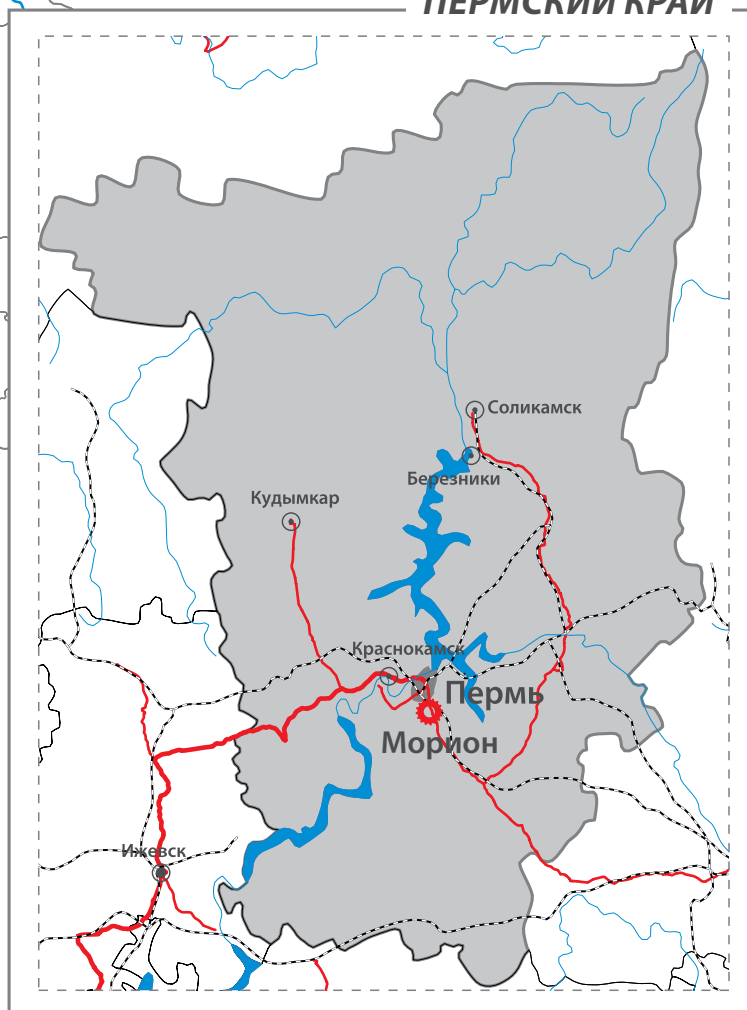 ПЕРМСКИЙ КРАЙ
Соликамск
Березники
Кудымкар
Краснокамск
Пермь
Морион
Ижевск